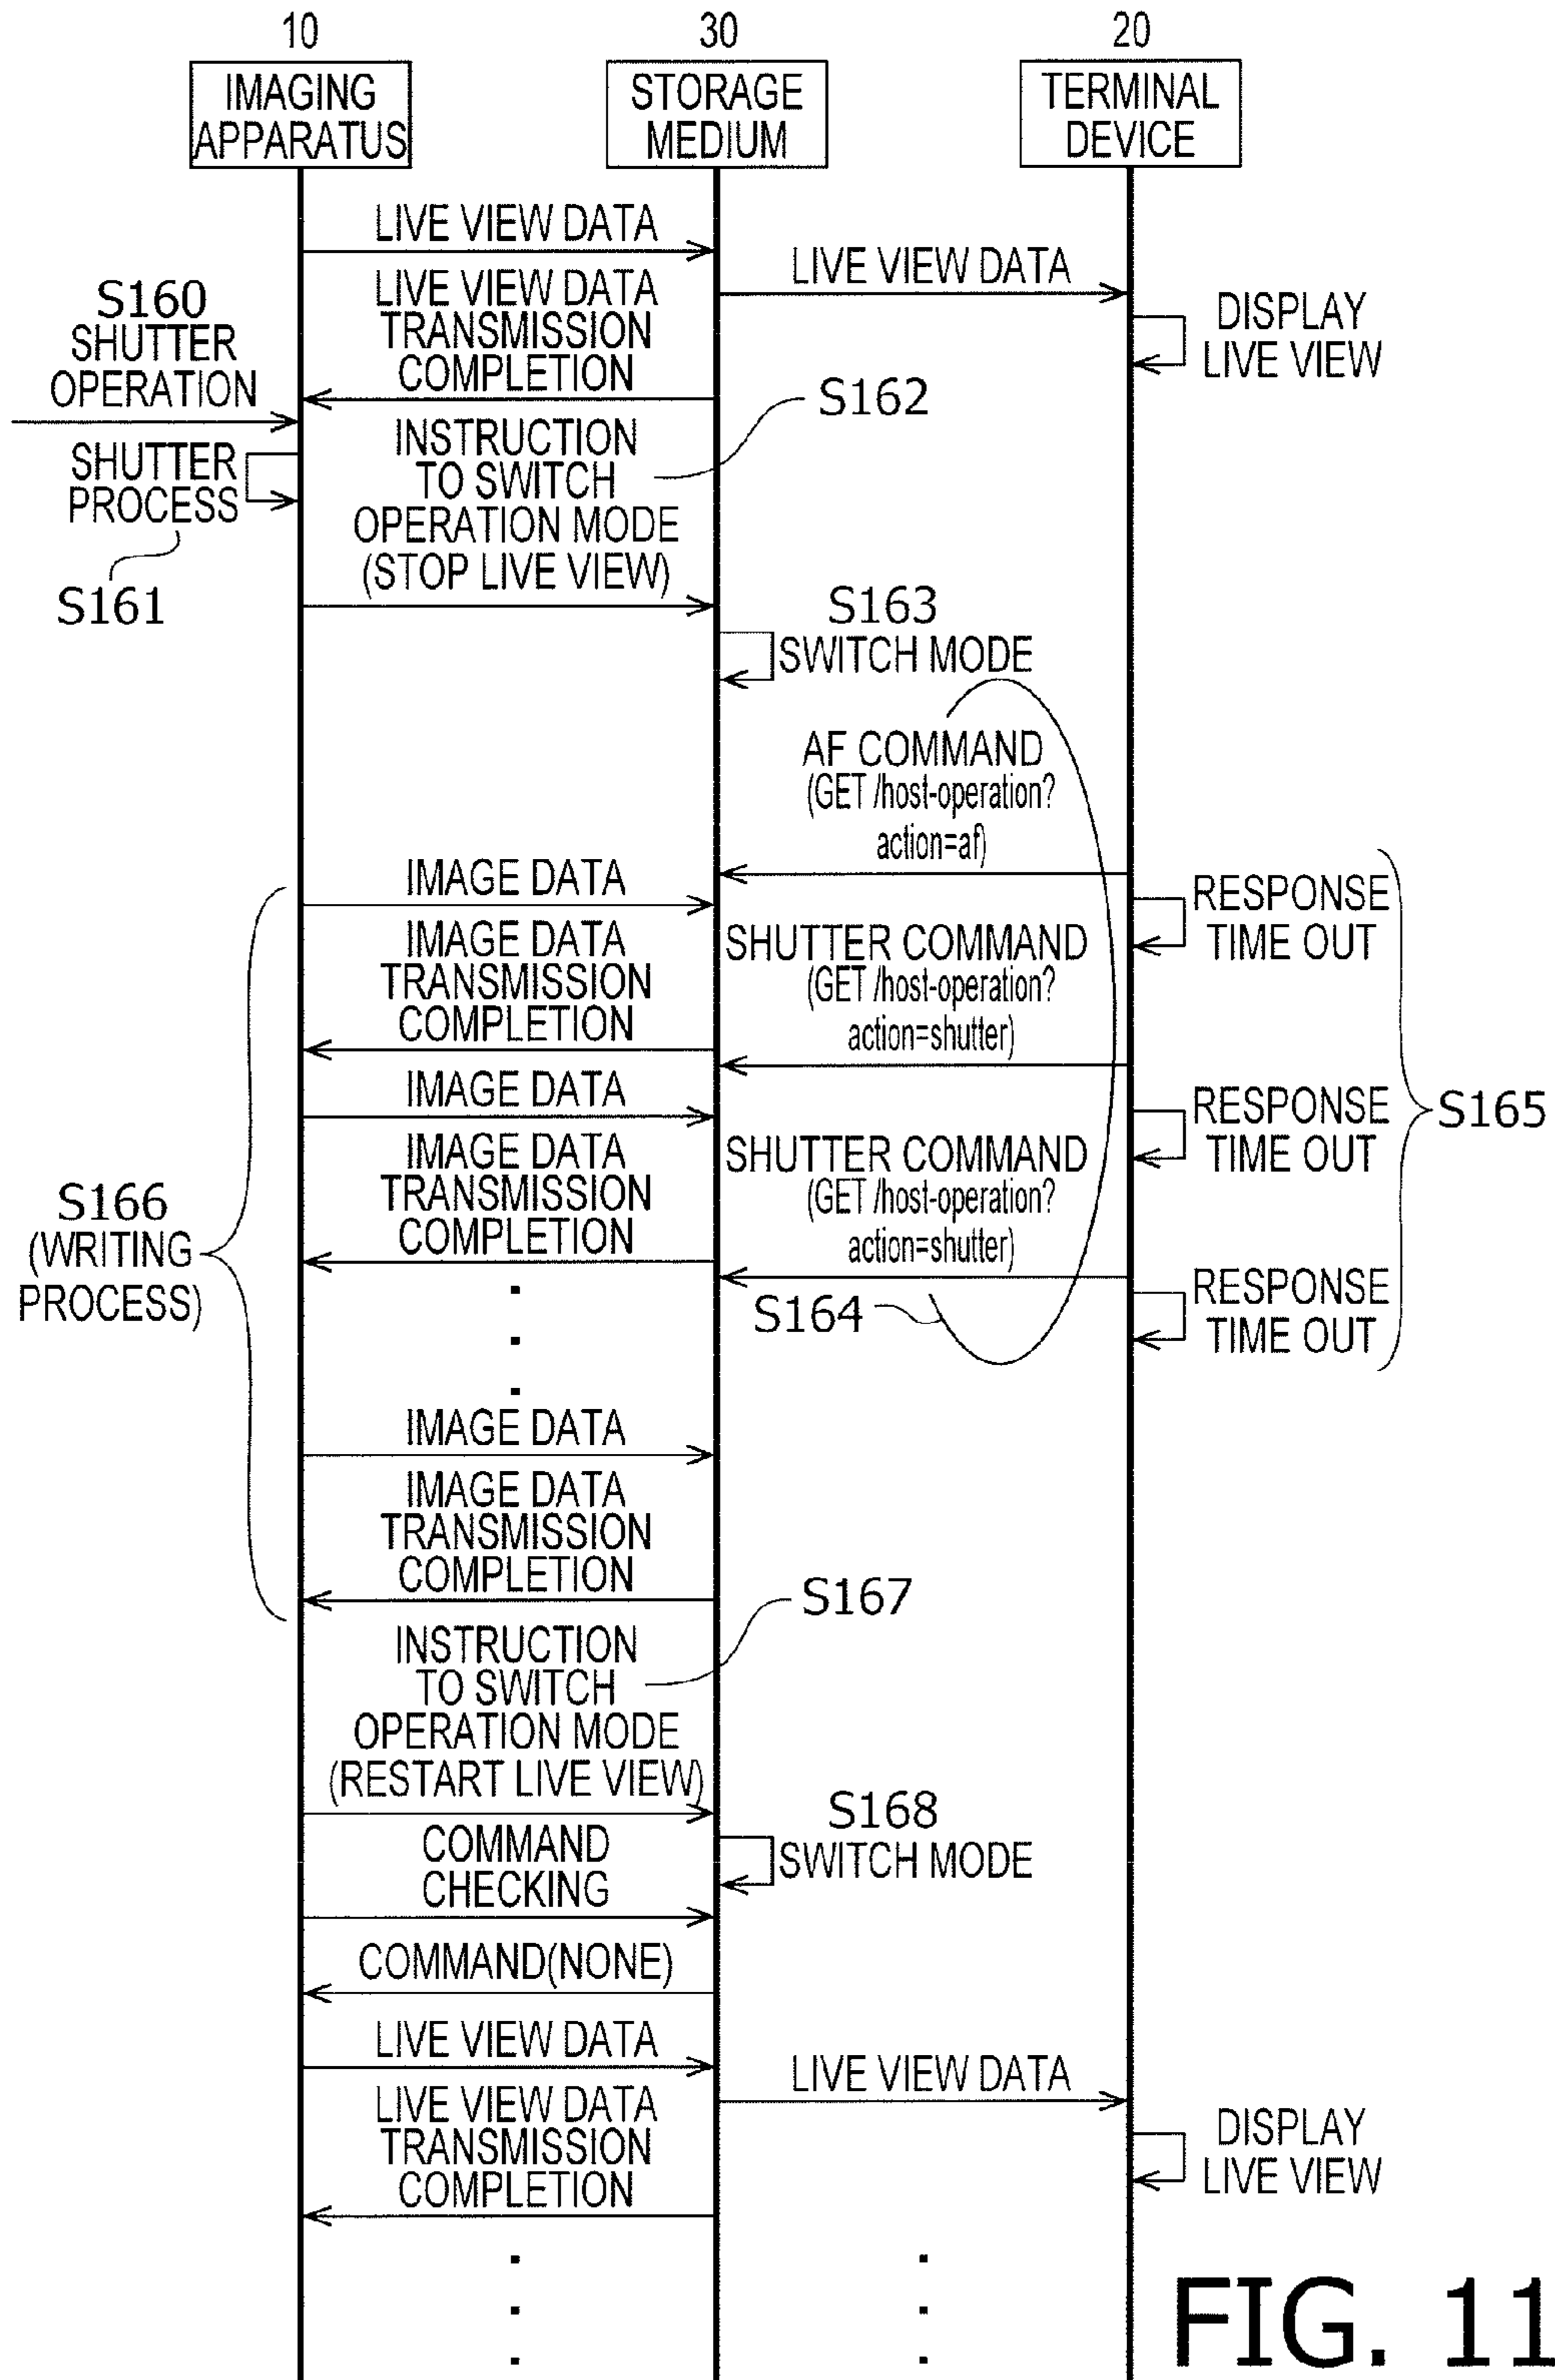 10
30
20
IMAGING
APPARATUS
STORAGE
MEDIUM
TERMINAL
DEVICE
LIVE VIEW DATA
LIVE VIEW DATA
LIVE VIEW DATA
TRANSMISSION
COMPLETION
DISPLAY
LIVE VIEW
S160
SHUTTER
OPERATION
SHUTTER
PROCESS
S161
INSTRUCTION
TO SWITCH
OPERATION MODE
(STOP LIVE VIEW)
S162
S163
SWITCH MODE
AF COMMAND
(GET /host-operation?
action=af)
IMAGE DATA
RESPONSE
TIME OUT
IMAGE DATA
TRANSMISSION
COMPLETION
SHUTTER COMMAND
(GET /host-operation?
action=shutter)
IMAGE DATA
RESPONSE
TIME OUT
S165
IMAGE DATA
TRANSMISSION
COMPLETION
SHUTTER COMMAND
(GET /host-operation?
action=shutter)
S166
(WRITING
PROCESS)
S164
RESPONSE
TIME OUT
IMAGE DATA
IMAGE DATA
TRANSMISSION
COMPLETION
S167
INSTRUCTION
TO SWITCH
OPERATION MODE
(RESTART LIVE VIEW)
S168
SWITCH MODE
COMMAND
CHECKING
COMMAND(NONE)
LIVE VIEW DATA
LIVE VIEW DATA
LIVE VIEW DATA
TRANSMISSION
COMPLETION
DISPLAY
LIVE VIEW
FIG. 11